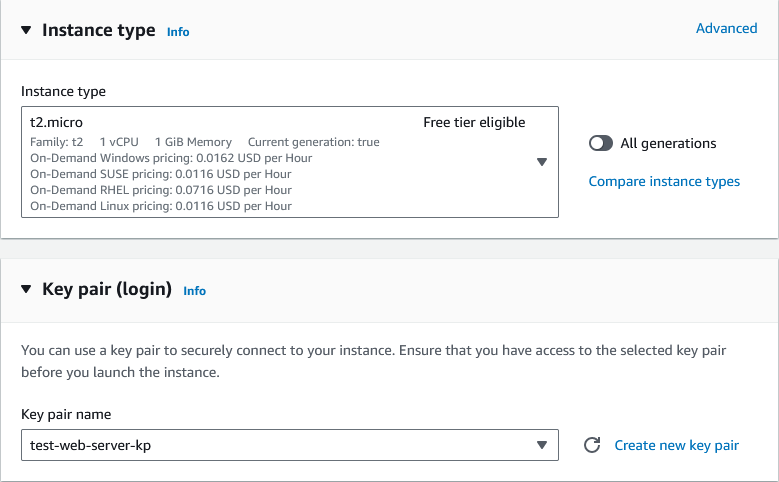 Instance type Info Advanced
Instance type
t2.micro Free tier eligible
Family: t2 1 vCPU 1 GiB Memory Current generation: true
On-Demand Windows pricing: 0.0162 USD per Hour
On-Demand SUSE pricing: 0.0116 USD per Hour
On-Demand RHEL pricing: 0.0716 USD per Hour
On-Demand Linux pricing: 0.0116 USD per Hour
All generations
Compare instance types
Key pair (login) Info
You can use a key pair to securely connect to your instance. Ensure that you have access to the selected key pair
before you launch the instance.
Key pair name
test-web-server-kp Create new key pair